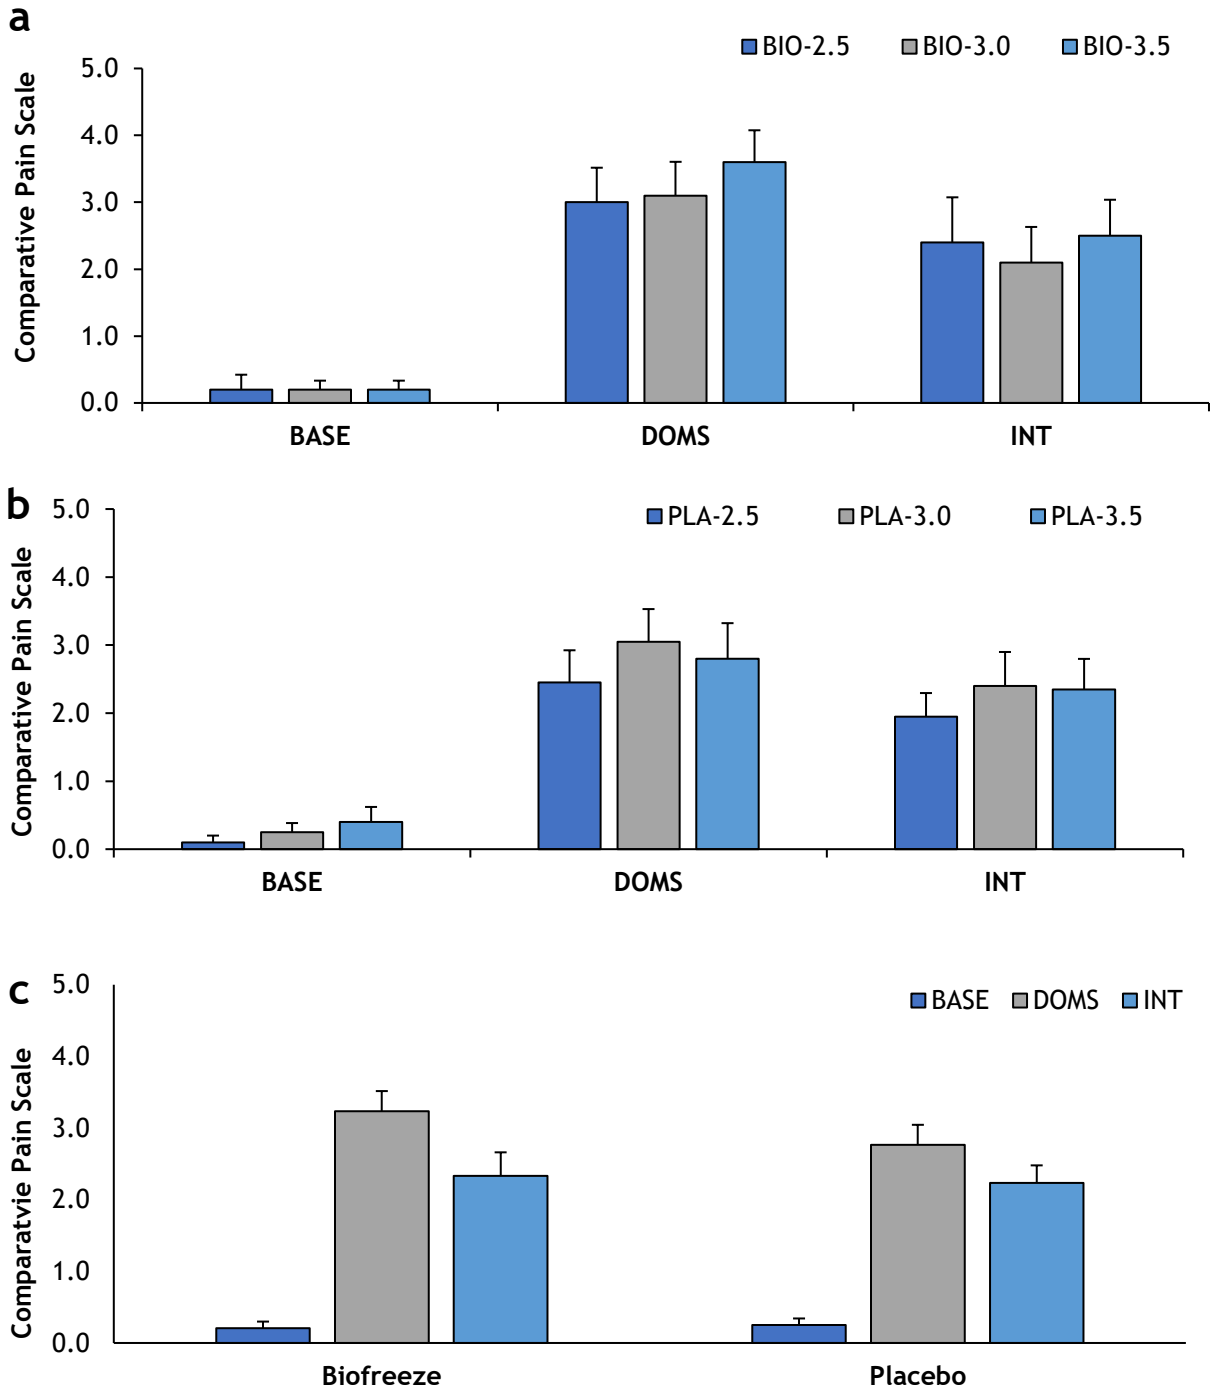 a
BIO-2.5 BIO-3.0 BIO-3.5
Comparative Pain Scale
5.0
4.0
3.0
2.0
1.0
0.0
BASE DOMS INT
b
PLA-2.5 PLA-3.0 PLA-3.5
Comparative Pain Scale
5.0
4.0
3.0
2.0
1.0
0.0
BASE DOMS INT
c
BASE DOMS INT
Comparatvie Pain Scale
5.0
4.0
3.0
2.0
1.0
0.0
Biofreeze Placebo